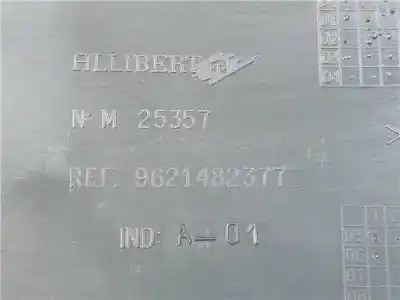 ALLIBERT
N: M 25357
REF. 9621482377
IND: A-01